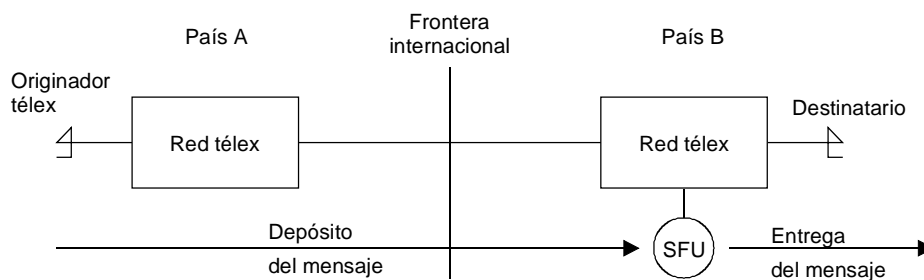 País A
Frontera
internacional
País B
Originador
télex
Red télex
Red télex
Destinatario
Depósito
del mensaje
SFU
Entrega
del mensaje